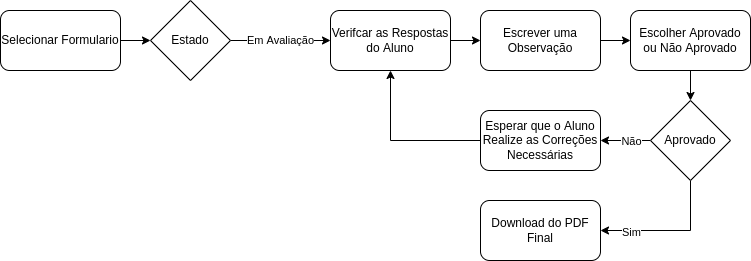 Selecionar Formulario
Estado
Em Avaliação
Verifcar as Respostas
do Aluno
Escrever uma
Observação
Escolher Aprovado
ou Não Aprovado
Aprovado
Não
Esperar que o Aluno
Realize as Correções
Necessárias
Sim
Download do PDF
Final